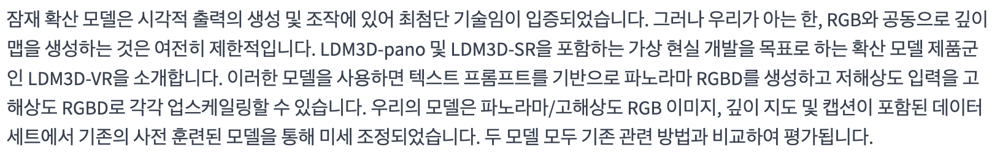 잠재 확산 모델은 시각적 출력의 생성 및 조작에 있어 최첨단 기술임이 입증되었습니다. 그러나 우리가 아는 한, RGB와 공동으로 깊이
맵을 생성하는 것은 여전히 제한적입니다. LDM3D-pano 및 LDM3D-SR을 포함하는 가상 현실 개발을 목표로 하는 확산 모델 제품군
인 LDM3D-VR을 소개합니다. 이러한 모델을 사용하면 텍스트 프롬프트를 기반으로 파노라마 RGBD를 생성하고 저해상도 입력을 고
해상도 RGBD로 각각 업스케일링할 수 있습니다. 우리의 모델은 파노라마/고해상도 RGB 이미지, 깊이 지도 및 캡션이 포함된 데이터
세트에서 기존의 사전 훈련된 모델을 통해 미세 조정되었습니다. 두 모델 모두 기존 관련 방법과 비교하여 평가됩니다.